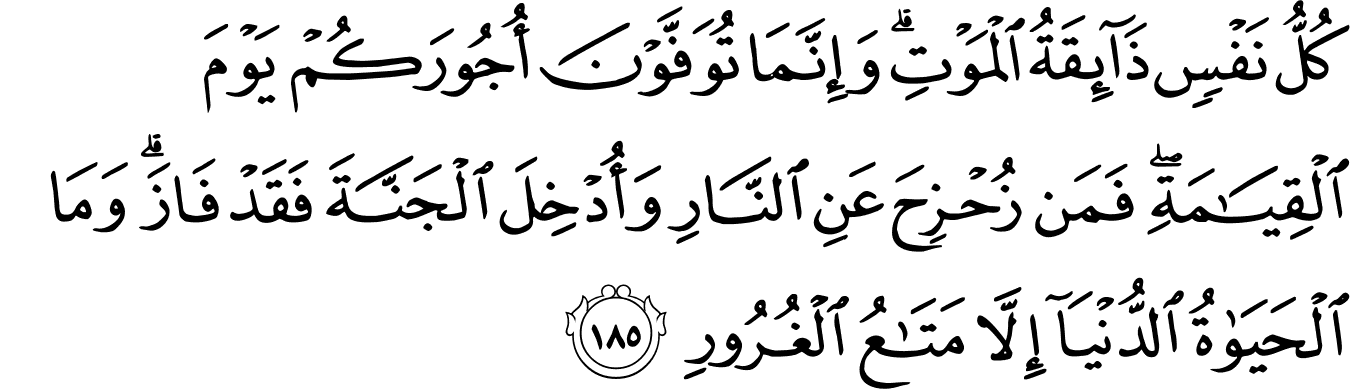 كُلُّ نَفْسٍ ذَآئِقَةُ ٱلْمَوْتِ ۗ وَإِنَّمَا تُوَفَّوْنَ أُجُورَكُمْ يَوْمَ
ٱلْقِيَـٰمَةِ ۖ فَمَن زُحْزِحَ عَنِ ٱلنَّارِ وَأُدْخِلَ ٱلْجَنَّةَ فَقَدْ فَازَ ۗ وَمَا
ٱلْحَيَوٰةُ ٱلدُّنْيَآ إِلَّا مَتَـٰعُ ٱلْغُرُورِ ١٨٥